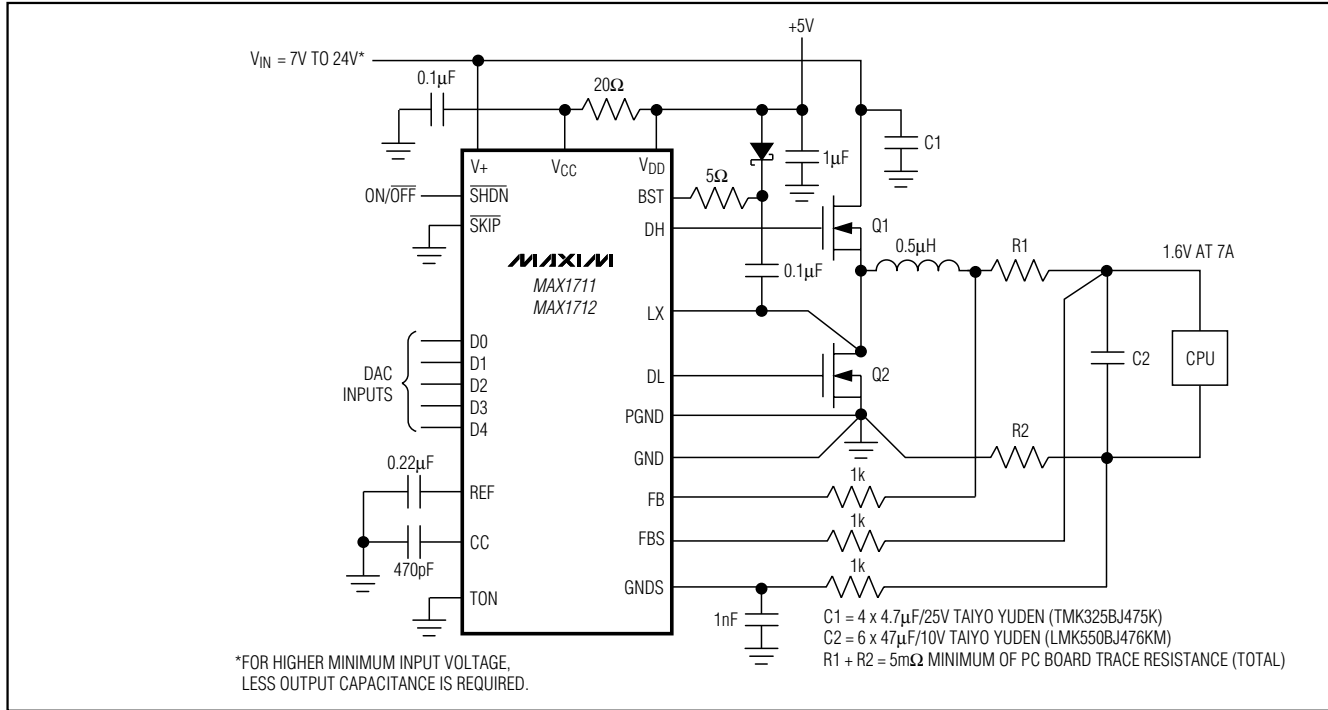 +5V
VIN = 7V TO 24V*
0.1µF
20Ω
C1
1µF
V+
VCC
VDD
5Ω
BST
ON/OFF
SHDN
SKIP
DH
Q1
0.5µH
R1
1.6V AT 7A
MAXIM
MAX1711
MAX1712
0.1µF
LX
D0
D1
D2
D3
D4
DAC
INPUTS
DL
Q2
C2
CPU
PGND
R2
GND
0.22µF
REF
FB
1k
CC
470pF
FBS
1k
TON
GNDS
1k
1nF
C1 = 4 x 4.7µF/25V TAIYO YUDEN (TMK325BJ475K)
C2 = 6 x 47µF/10V TAIYO YUDEN (LMK550BJ476KM)
R1 + R2 = 5mΩ MINIMUM OF PC BOARD TRACE RESISTANCE (TOTAL)
*FOR HIGHER MINIMUM INPUT VOLTAGE,
LESS OUTPUT CAPACITANCE IS REQUIRED.